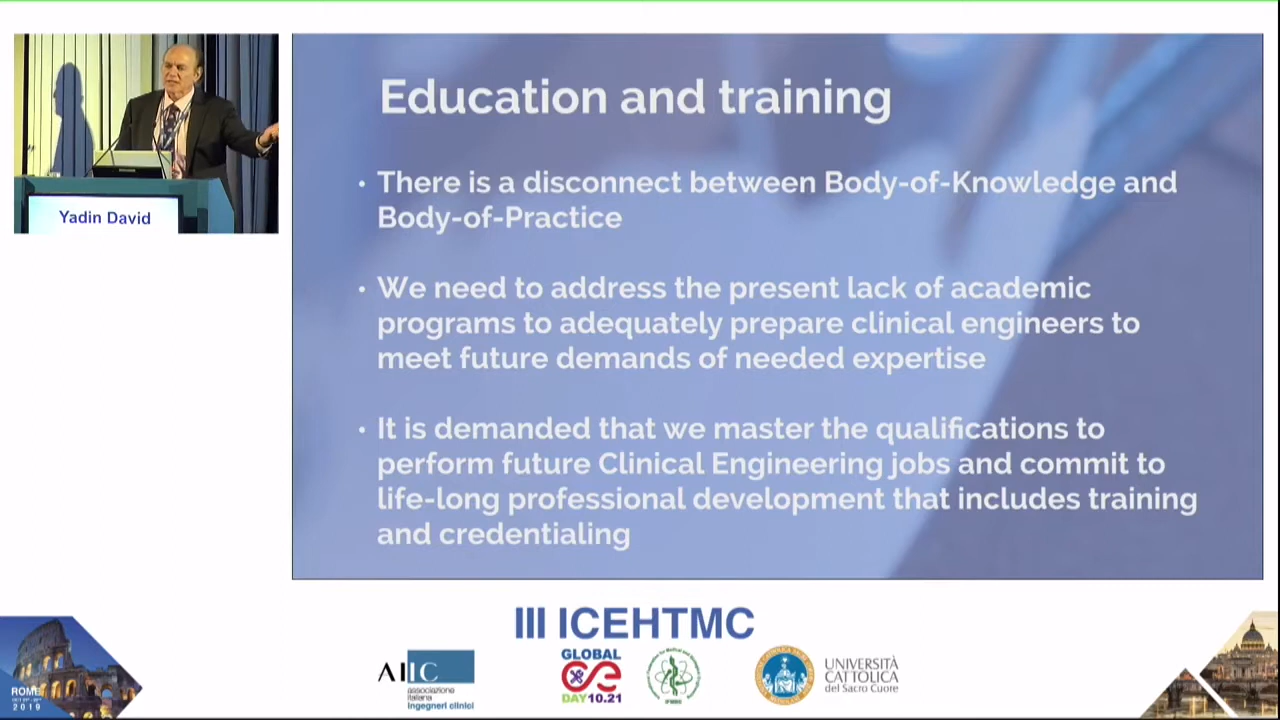 Education and training
• There is a disconnect between Body-of-Knowledge and
Body-of-Practice
• We need to address the present lack of academic
programs to adequately prepare clinical engineers to
meet future demands of needed expertise
• It is demanded that we master the qualifications to
perform future Clinical Engineering jobs and commit to
life-long professional development that includes training
and credentialing
Yadin David
III ICEHTMC
AIIC
associazione
italiana
ingegneri clinici
GLOBAL
CE
DAY 10.21
UNIVERSITÀ
CATTOLICA
del Sacro Cuore
ROME
2019